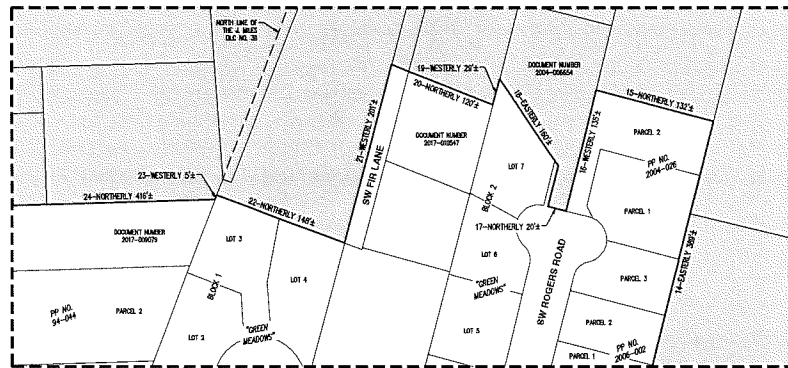 NORTH LINE OF
THE J. MILES
DLC NO. 38
19-WESTERLY 29'±
DOCUMENT NUMBER
2004-006654
20-NORTHERLY 120'±
18-EASTERLY 160'±
15-NORTHERLY 132'±
DOCUMENT NUMBER
2017-010547
21-WESTERLY 201'±
16-WESTERLY 135'±
PARCEL 2
PP NO.
2004-026
LOT 7
23-WESTERLY 5'±
24-NORTHERLY 416'±
SW FIR LANE
BLOCK 2
PARCEL 1
22-NORTHERLY 148'±
17-NORTHERLY 20'±
DOCUMENT NUMBER
2017-009079
LOT 3
LOT 6
14-EASTERLY 389'±
BLOCK 1
LOT 4
"GREEN
MEADOWS"
SW ROGERS ROAD
PARCEL 3
PP NO.
94-044
PARCEL 2
LOT 2
"GREEN
MEADOWS"
LOT 5
PARCEL 2
PARCEL 1
PP NO.
2006-002